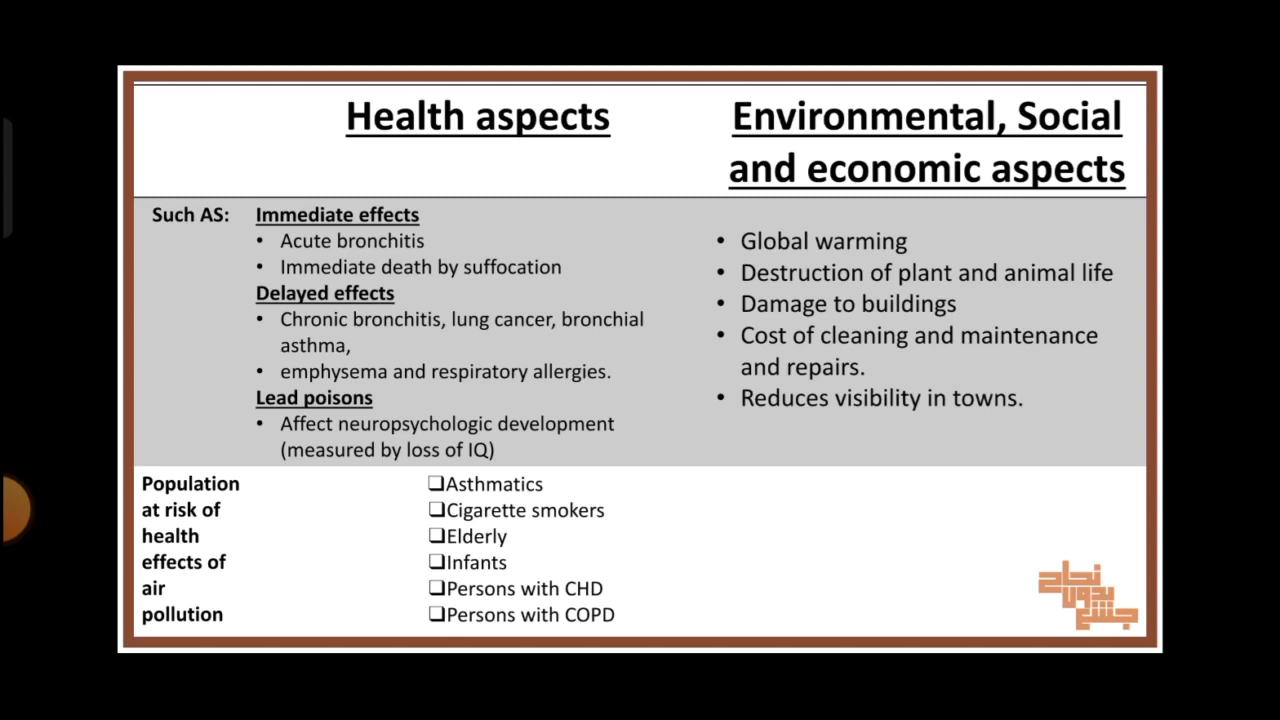 Health aspects
Environmental, Social
and economic aspects
Such AS:
Immediate effects
• Acute bronchitis
• Immediate death by suffocation
Delayed effects
• Chronic bronchitis, lung cancer, bronchial
asthma,
• emphysema and respiratory allergies.
Lead poisons
• Affect neuropsychologic development
(measured by loss of IQ)
• Global warming
• Destruction of plant and animal life
• Damage to buildings
• Cost of cleaning and maintenance
and repairs.
• Reduces visibility in towns.
Population
at risk of
health
effects of
air
pollution
❑Asthmatics
❑Cigarette smokers
❑Elderly
❑Infants
❑Persons with CHD
❑Persons with COPD
نجاح
بدون
جشع